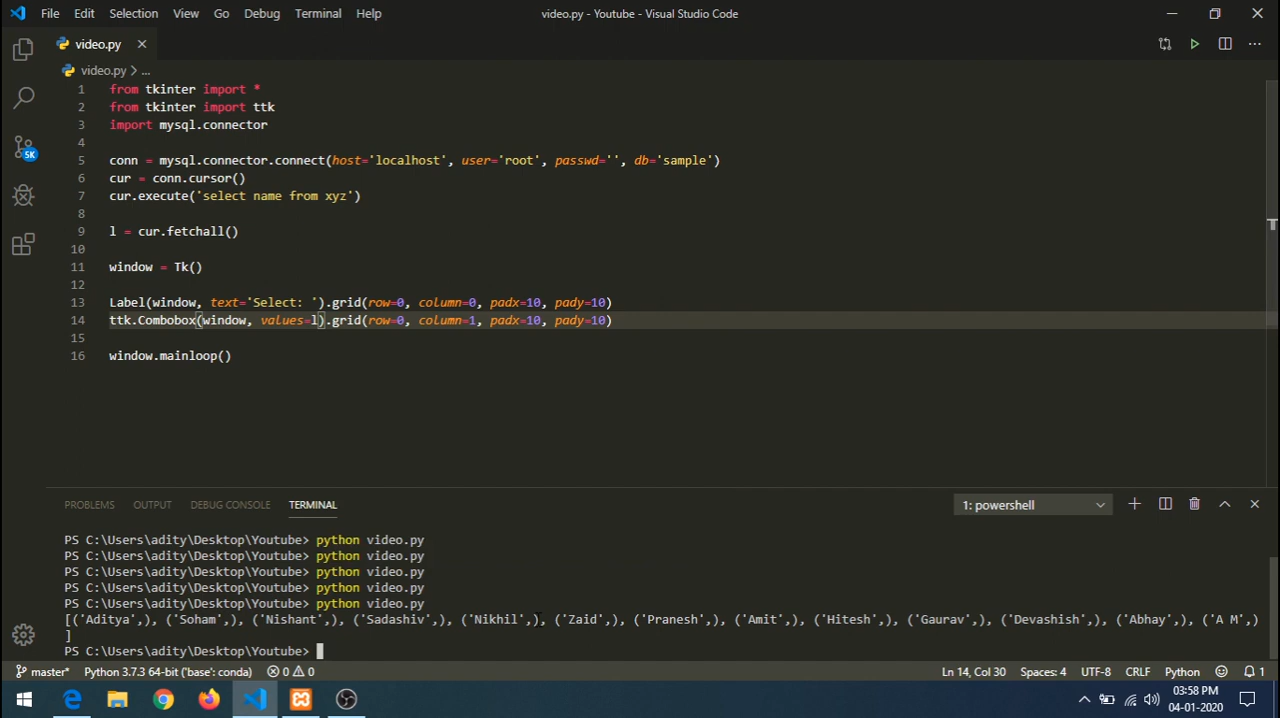 File Edit Selection View Go Debug Terminal Help video.py - Youtube - Visual Studio Code
video.py
video.py > ...
1 from tkinter import *
2 from tkinter import ttk
3 import mysql.connector
4
5 conn = mysql.connector.connect(host='localhost', user='root', passwd='', db='sample')
6 cur = conn.cursor()
7 cur.execute('select name from xyz')
8
9 l = cur.fetchall()
10
11 window = Tk()
12
13 Label(window, text='Select: ').grid(row=0, column=0, padx=10, pady=10)
14 ttk.Combobox(window, values=l).grid(row=0, column=1, padx=10, pady=10)
15
16 window.mainloop()
5K
PROBLEMS OUTPUT DEBUG CONSOLE TERMINAL 1: powershell
PS C:\Users\adity\Desktop\Youtube> python video.py
PS C:\Users\adity\Desktop\Youtube> python video.py
PS C:\Users\adity\Desktop\Youtube> python video.py
PS C:\Users\adity\Desktop\Youtube> python video.py
PS C:\Users\adity\Desktop\Youtube> python video.py
[('Aditya',), ('Soham',), ('Nishant',), ('Sadashiv',), ('Nikhil',), ('Zaid',), ('Pranesh',), ('Amit',), ('Hitesh',), ('Gaurav',), ('Devashish',), ('Abhay',), ('A M',)
]
PS C:\Users\adity\Desktop\Youtube>
master* Python 3.7.3 64-bit ('base': conda) 0 0 Ln 14, Col 30 Spaces: 4 UTF-8 CRLF Python 1
03:58 PM
04-01-2020